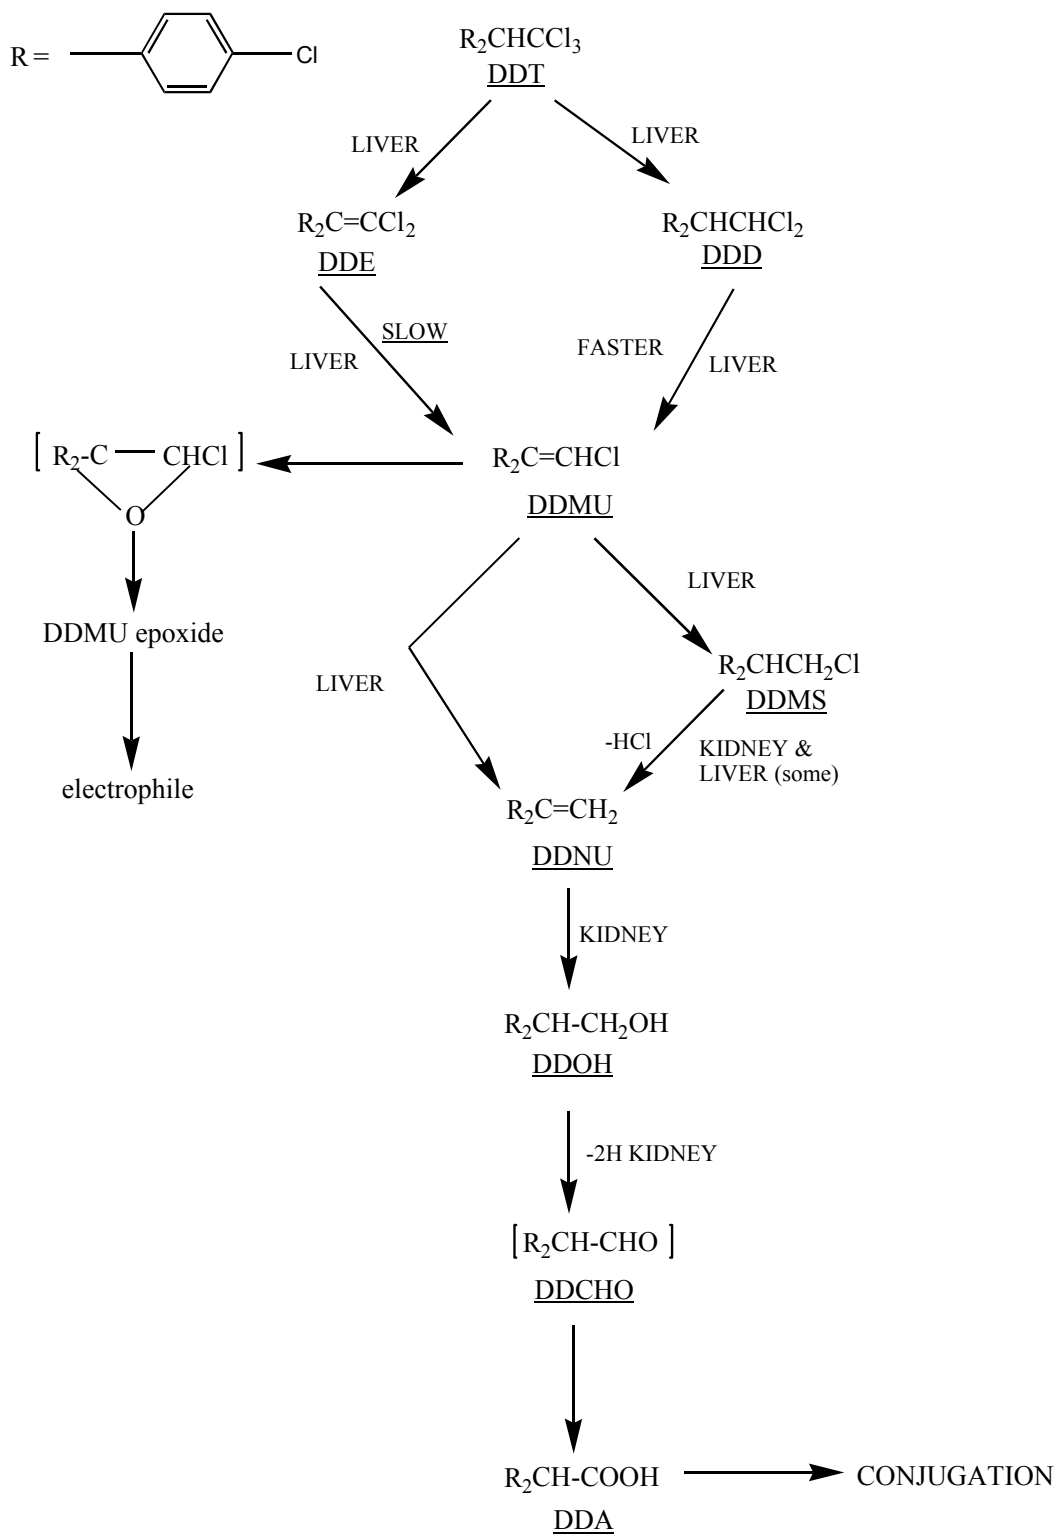 R = Cl
R₂CHCCl₃
DDT
LIVER LIVER
R₂C=CCl₂ R₂CHCHCl₂
DDE DDD
SLOW
LIVER
FASTER LIVER
[ R₂-C CHCl ]
O
R₂C=CHCl
DDMU
DDMU epoxide
electrophile
LIVER
LIVER
R₂CHCH₂Cl
DDMS
-HCl KIDNEY &
LIVER (some)
R₂C=CH₂
DDNU
KIDNEY
R₂CH-CH₂OH
DDOH
-2H KIDNEY
[ R₂CH-CHO ]
DDCHO
R₂CH-COOH CONJUGATION
DDA